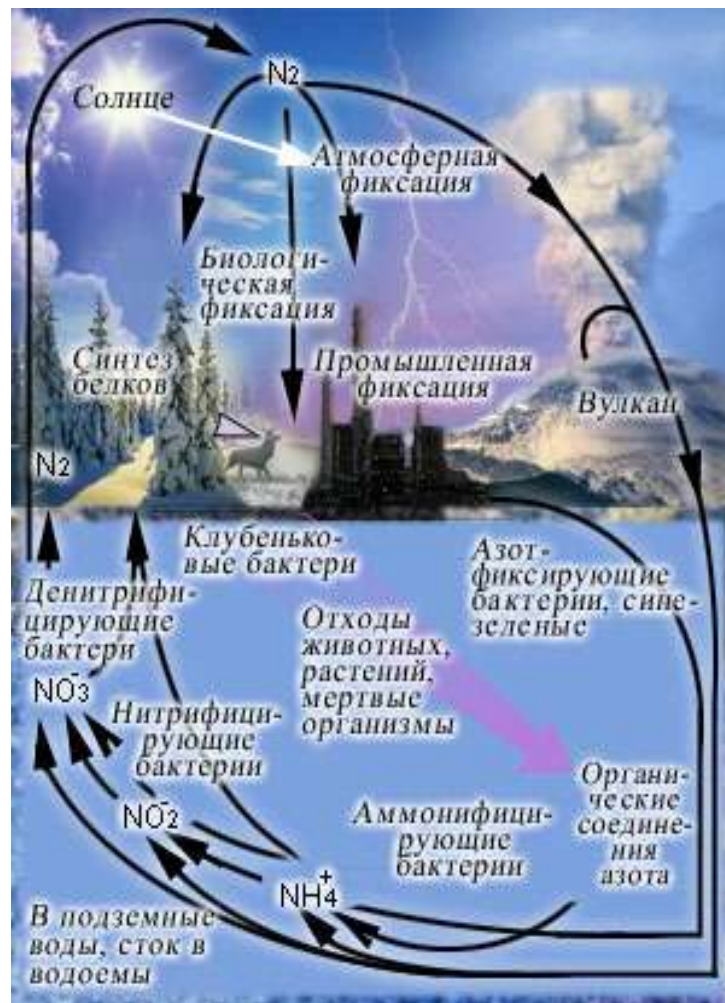 N2
Солнце
Атмосферная
фиксация
Биологи-
ческая
фиксация
Синтез
белков
Промышленная
фиксация
Вулкан
N2
Клубенько-
вые бактери
Азот-
фиксирующие
бактерии, сине-
зеленые
Денитрифи-
цирующие
бактери
Отходы
животных,
растений,
мертвые
организмы
NO3-
Нитрифици-
рующие
бактерии
Органи-
ческие
соедине-
ния
азота
NO2-
Аммонифици-
рующие
бактерии
NH4+
В подземные
воды, сток в
водоемы